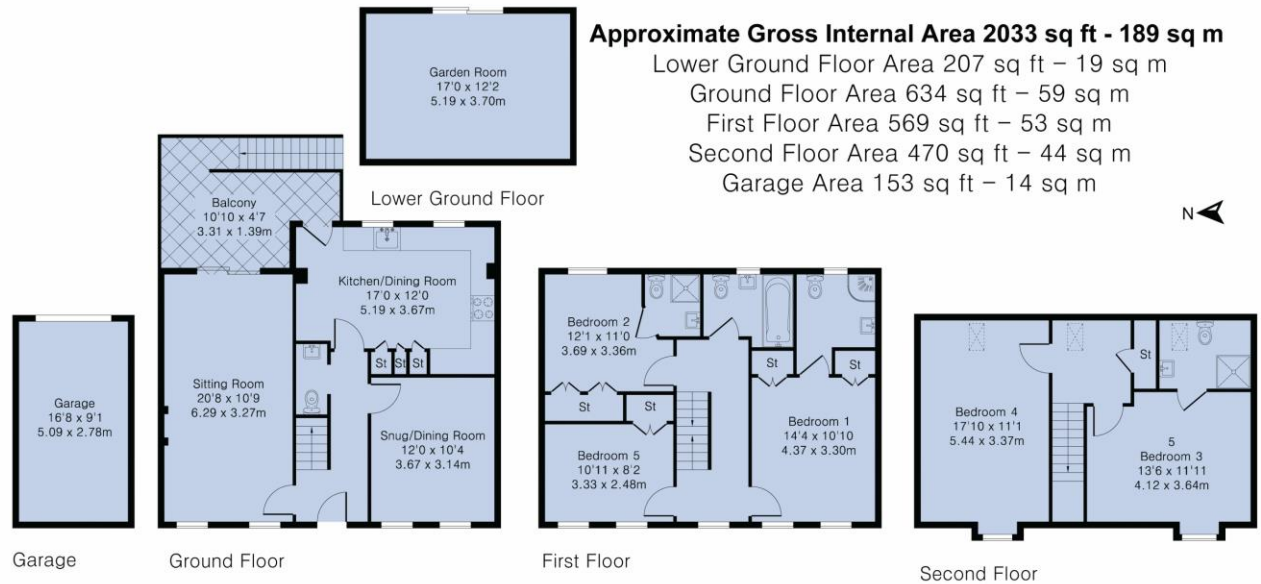 Approximate Gross Internal Area 2033 sq ft - 189 sq m
Lower Ground Floor Area 207 sq ft – 19 sq m
Ground Floor Area 634 sq ft – 59 sq m
First Floor Area 569 sq ft – 53 sq m
Second Floor Area 470 sq ft – 44 sq m
Garage Area 153 sq ft – 14 sq m
N
Garden Room
17'0 x 12'2
5.19 x 3.70m
Lower Ground Floor
Balcony
10'10 x 4'7
3.31 x 1.39m
Kitchen/Dining Room
17'0 x 12'0
5.19 x 3.67m
St
St
St
Sitting Room
20'8 x 10'9
6.29 x 3.27m
Snug/Dining Room
12'0 x 10'4
3.67 x 3.14m
Ground Floor
Garage
16'8 x 9'1
5.09 x 2.78m
Garage
Bedroom 2
12'1 x 11'0
3.69 x 3.36m
St
St
St
St
Bedroom 1
14'4 x 10'10
4.37 x 3.30m
Bedroom 5
10'11 x 8'2
3.33 x 2.48m
First Floor
St
Bedroom 4
17'10 x 11'1
5.44 x 3.37m
5
Bedroom 3
13'6 x 11'11
4.12 x 3.64m
Second Floor